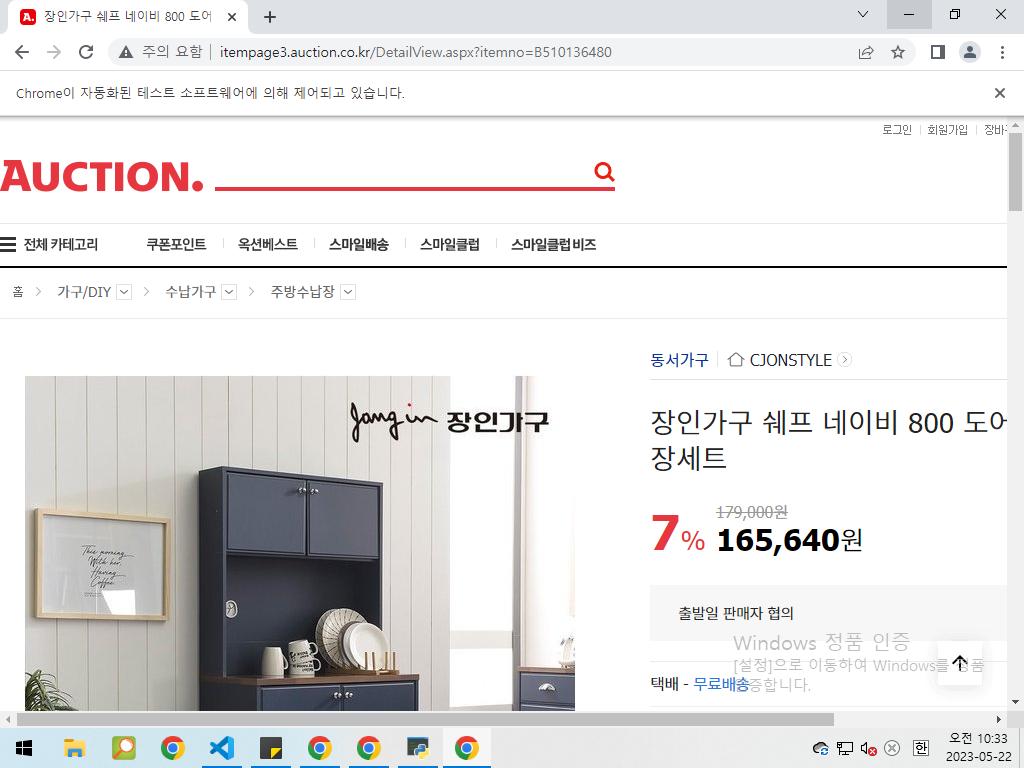 장인가구 쉐프 네이비 800 도어
주의 요함
itempage3.auction.co.kr/DetailView.aspx?itemno=B510136480
Chrome이 자동화된 테스트 소프트웨어에 의해 제어되고 있습니다.
로그인 회원가입 장바
AUCTION.
전체 카테고리 쿠폰포인트 옥션베스트 스마일배송 스마일클럽 스마일클럽 비즈
홈 가구/DIY 수납가구 주방수납장
동서가구 CJONSTYLE
Jangin 장인가구
장인가구 쉐프 네이비 800 도어
장세트
179,000원
7% 165,640원
This morning,
With her,
Having
Coffee.
출발일 판매자 협의
Windows 정품 인증
[설정]으로 이동하여 Windows를 정품
인증합니다.
택배 - 무료배송
한
오전 10:33
2023-05-22